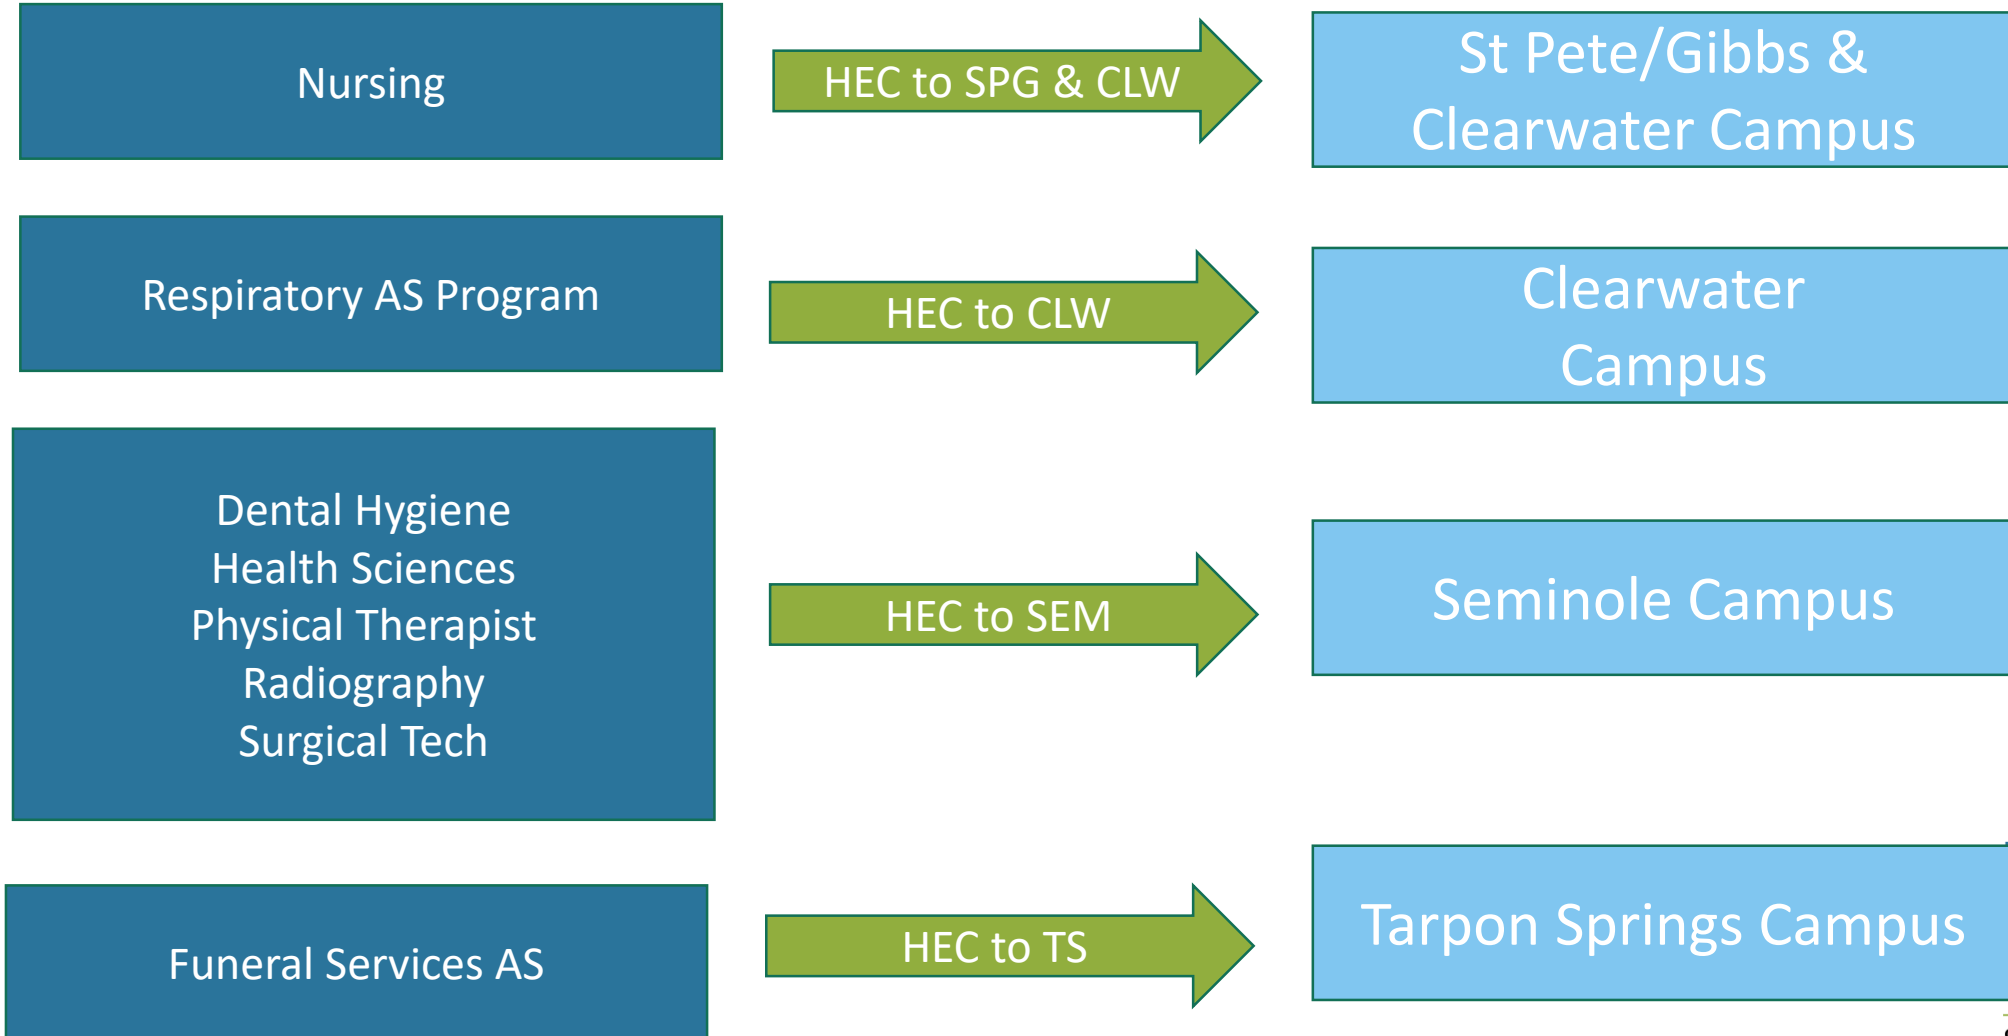 Nursing
HEC to SPG & CLW
St Pete/Gibbs &
Clearwater Campus
Respiratory AS Program
HEC to CLW
Clearwater
Campus
Dental Hygiene
Health Sciences
Physical Therapist
Radiography
Surgical Tech
HEC to SEM
Seminole Campus
Funeral Services AS
HEC to TS
Tarpon Springs Campus